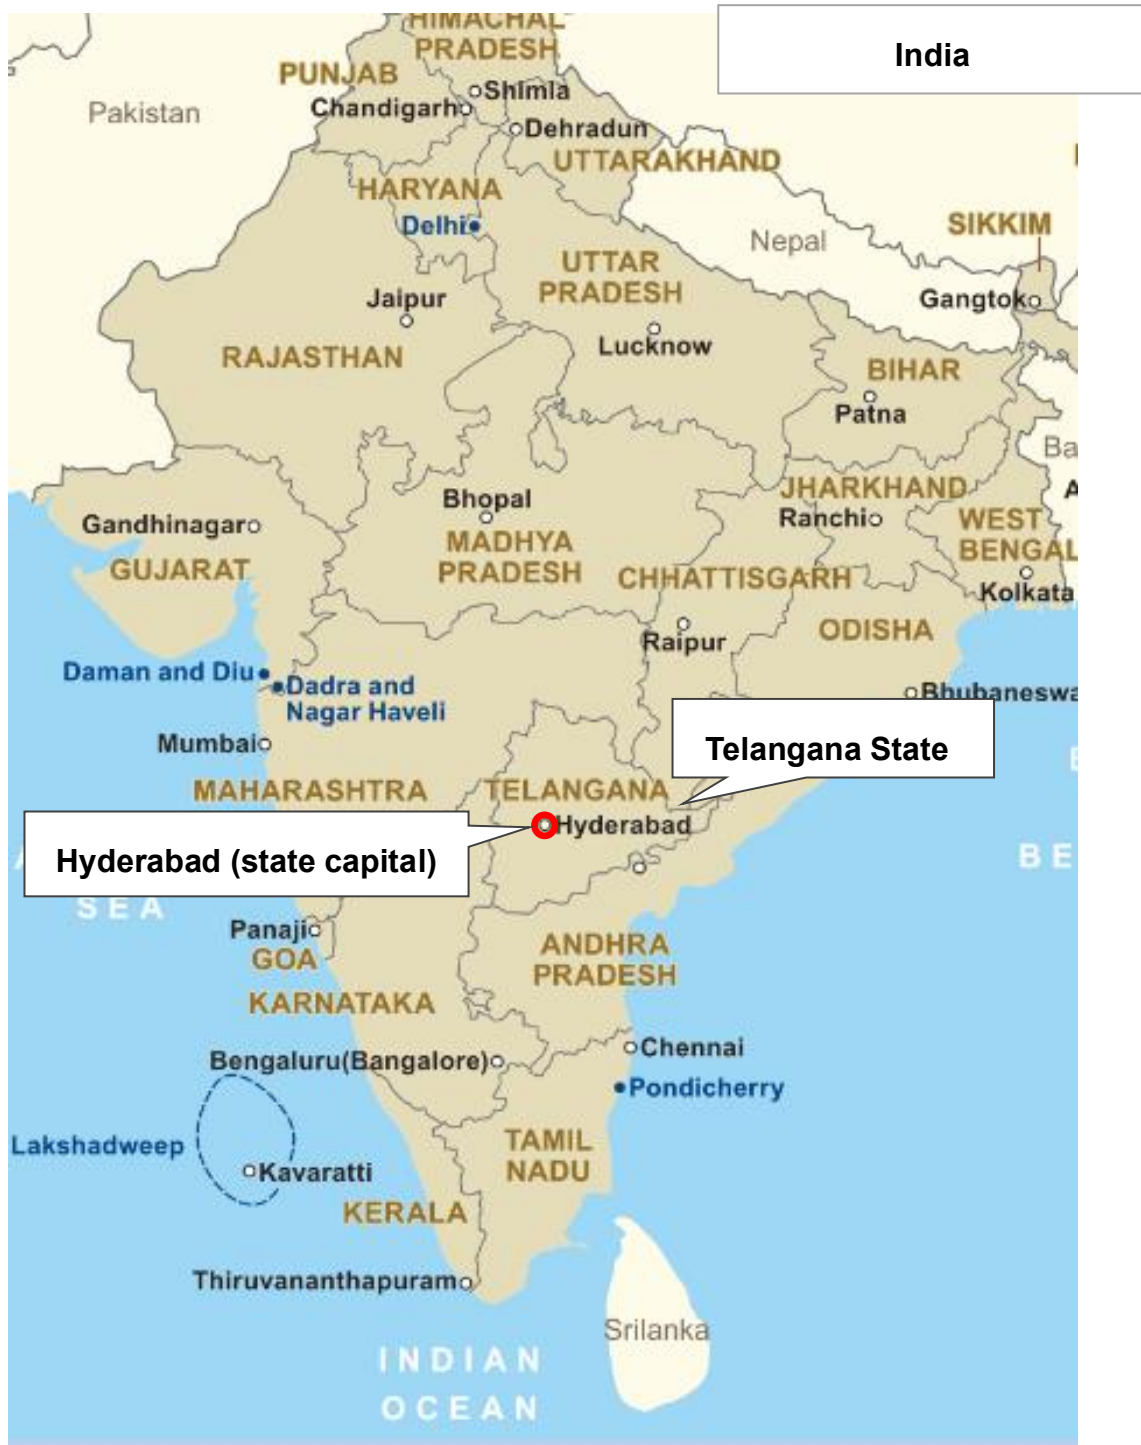 HIMACHAL
PRADESH
India
PUNJAB
Shimla
Chandigarh
Pakistan
Dehradun
UTTARAKHAND
HARYANA
Delhi
SIKKIM
Nepal
UTTAR
PRADESH
Jaipur
Gangtok
Lucknow
RAJASTHAN
BIHAR
Patna
Ba
A
JHARKHAND
Bhopal
Ranchi
WEST
BENGAL
Gandhinagar
MADHYA
PRADESH
GUJARAT
CHHATTISGARH
Kolkata
ODISHA
Raipur
Daman and Diu
Dadra and
Nagar Haveli
Bhubaneswa
Mumbai
Telangana State
MAHARASHTRA
TELANGANA
Hyderabad
Hyderabad (state capital)
BE
SEA
Panaji
GOA
ANDHRA
PRADESH
KARNATAKA
Chennai
Bengaluru(Bangalore)
Pondicherry
Lakshadweep
TAMIL
NADU
Kavaratti
KERALA
Thiruvananthapuram
Srilanka
INDIAN
OCEAN